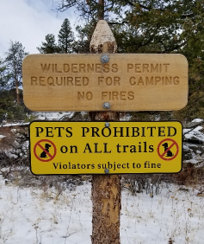 WILDERNESS PERMIT
REQUIRED FOR CAMPING
NO FIRES
PETS PROHIBITED
on ALL trails
Violators subject to fine